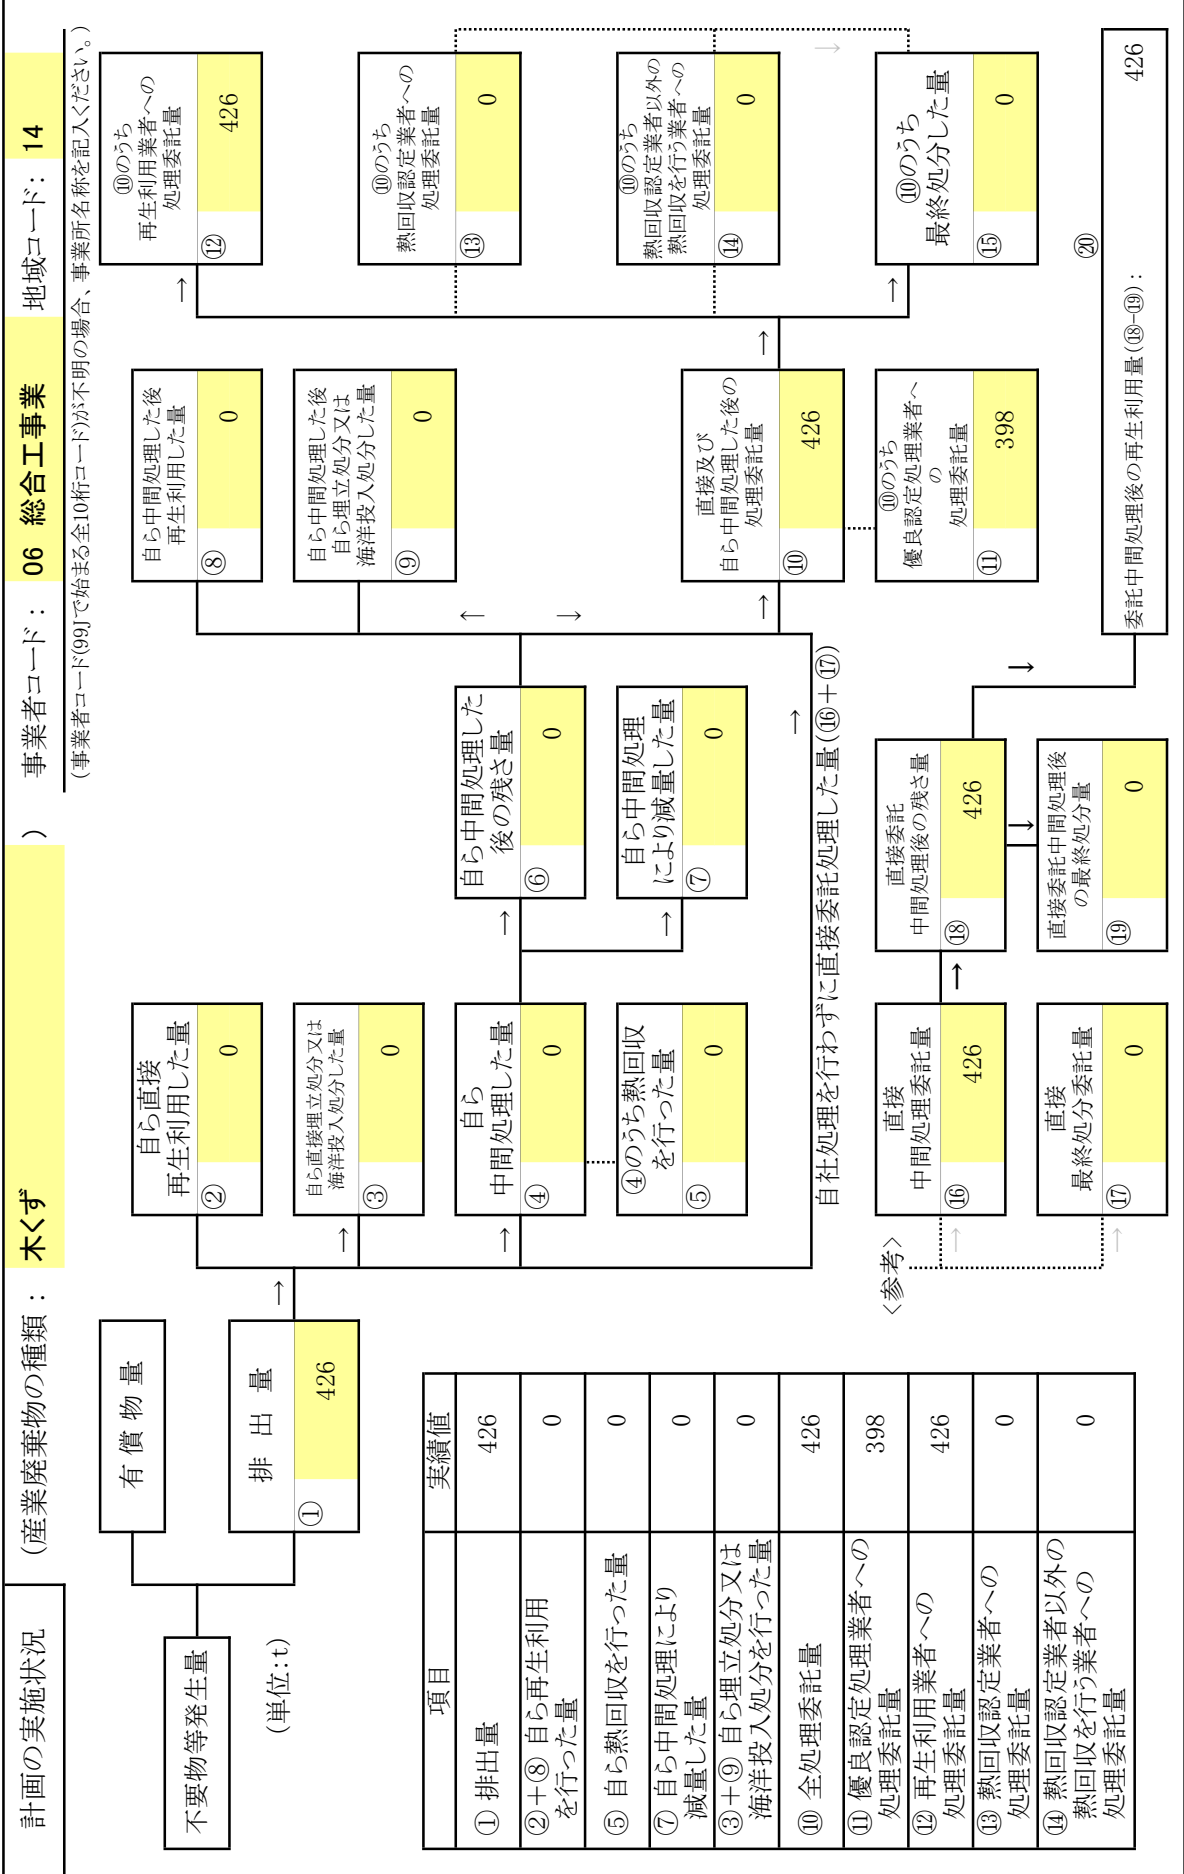 計画の実施状況
(産業廃棄物の種類： 木くず )
事業者コード： 06 総合工事業 地域コード： 14
(事業者コード(「99」で始まる全10桁コード)が不明の場合、事業所名称を記入ください。)
不要物等発生量
(単位：t)
有 償 物 量
排 出 量
① 426
→
自ら直接
再生利用した量
② 0
→
自ら直接埋立処分又は
海洋投入処分した量
③ 0
→
自ら
中間処理した量
④ 0
④のうち熱回収
を行った量
⑤ 0
→
自ら中間処理した
後の残さ量
⑥ 0
→
自ら中間処理
により減量した量
⑦ 0
自ら中間処理した後
再生利用した量
⑧ 0
自ら中間処理した後
自ら埋立処分又は
海洋投入処分した量
⑨ 0
↑
↓
→
自社処理を行わずに直接委託処理した量(⑯＋⑰)
→
直接及び
自ら中間処理した後の
処理委託量
⑩ 426
⑩のうち
優良認定処理業者へ
の
処理委託量
⑪ 398
→
→
⑩のうち
再生利用業者への
処理委託量
⑫ 426
⑩のうち
熱回収認定業者への
処理委託量
⑬ 0
⑩のうち
熱回収認定業者以外の
熱回収を行う業者への
処理委託量
⑭ 0
↓
→
⑩のうち
最終処分した量
⑮ 0
<参考>
→
直接
中間処理委託量
⑯ 426
→
直接
最終処分委託量
⑰ 0
→
直接委託
中間処理後の残さ量
⑱ 426
↓
直接委託中間処理後
の最終処分量
⑲ 0
↓
⑳
委託中間処理後の再生利用量(⑱-⑲)： 426
項目 実績値
① 排出量 426
②＋⑧ 自ら再生利用
を行った量 0
⑤ 自ら熱回収を行った量 0
⑦ 自ら中間処理により
減量した量 0
③＋⑨ 自ら埋立処分又は
海洋投入処分を行った量 0
⑩ 全処理委託量 426
⑪ 優良認定処理業者への
処理委託量 398
⑫ 再生利用業者への
処理委託量 426
⑬ 熱回収認定業者への
処理委託量 0
⑭ 熱回収認定業者以外の
熱回収を行う業者への
処理委託量 0